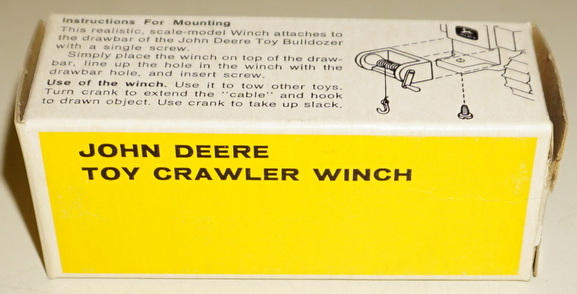 Instructions For Mounting
This realistic, scale-model Winch attaches to
the drawbar of the John Deere Toy Bulldozer
with a single screw.
Simply place the winch on top of the draw-
bar, line up the hole in the winch with the
drawbar hole, and insert screw.
Use of the winch. Use it to tow other toys.
Turn crank to extend the "cable" and hook
to drawn object. Use crank to take up slack.
JOHN DEERE
TOY CRAWLER WINCH